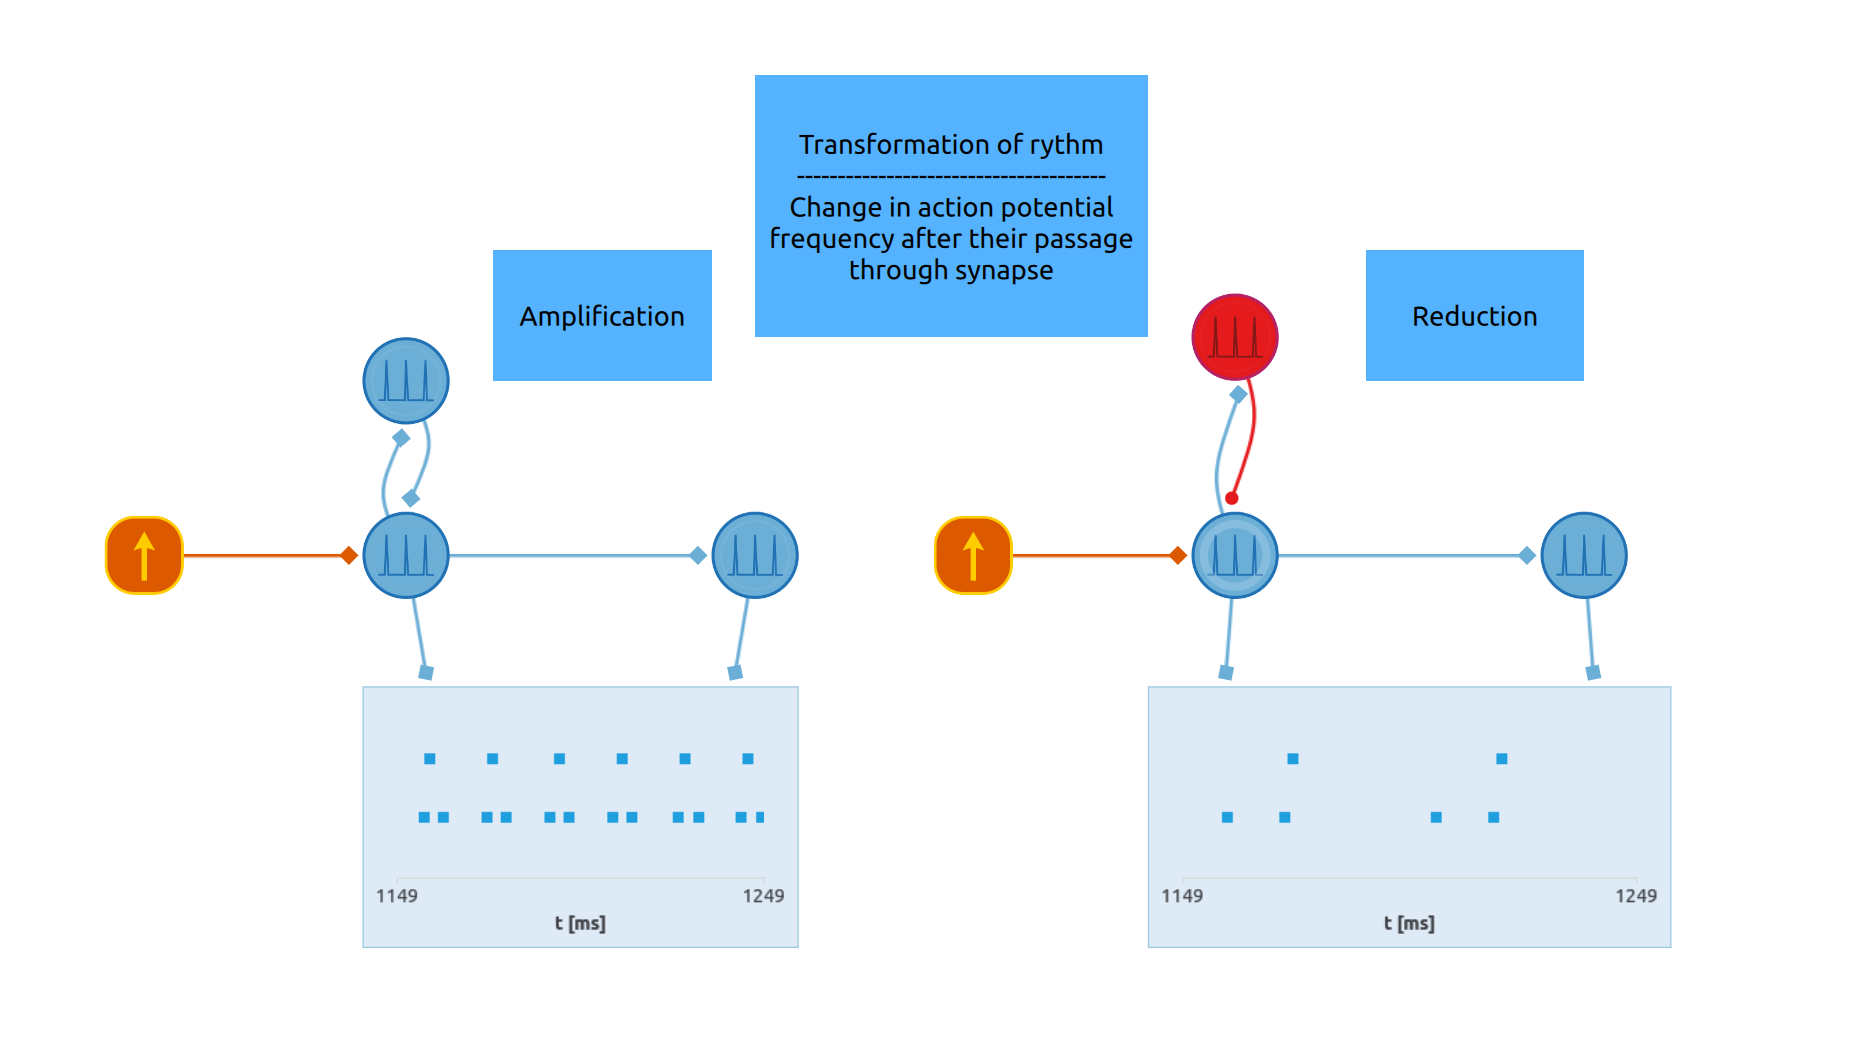 Transformation of rythm
--------------------------------------
Change in action potential
frequency after their passage
through synapse
Amplification
Reduction
1149
1249
t [ms]
1149
1249
t [ms]